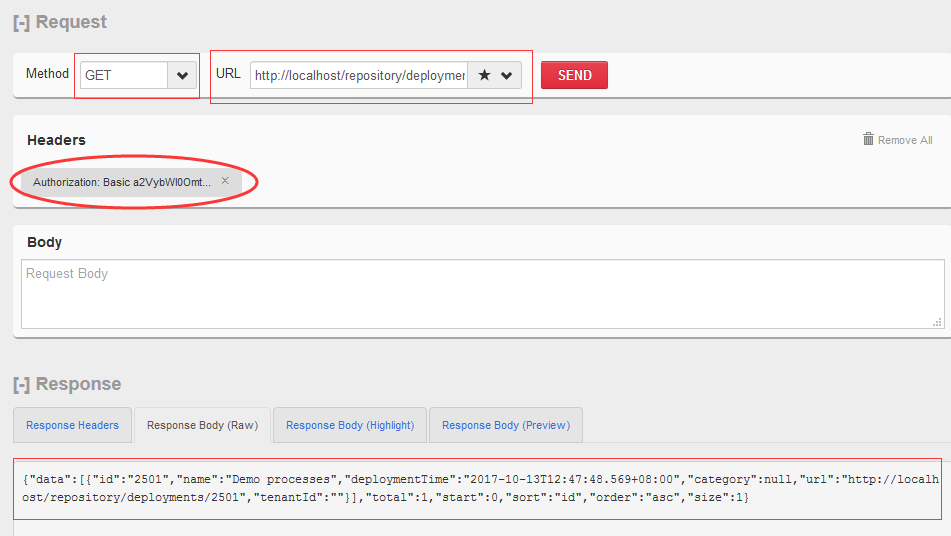 [-] Request
Method GET URL http://localhost/repository/deploymen SEND
Headers Remove All
Authorization: Basic a2VybWl0Omt... ×
Body
Request Body
[-] Response
Response Headers Response Body (Raw) Response Body (Highlight) Response Body (Preview)
{"data":[{"id":"2501","name":"Demo processes","deploymentTime":"2017-10-13T12:47:48.569+08:00","category":null,"url":"http://localh
ost/repository/deployments/2501","tenantId":""}],"total":1,"start":0,"sort":"id","order":"asc","size":1}